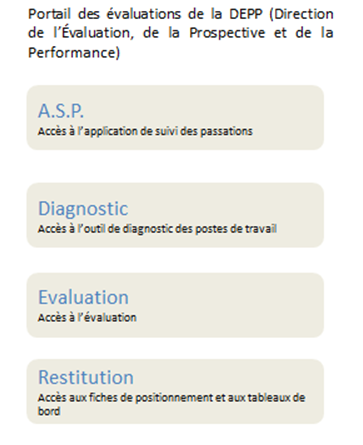 Portail des évaluations de la DEPP (Direction
de l'Évaluation, de la Prospective et de la
Performance)
A.S.P.
Accès à l'application de suivi des passations
Diagnostic
Accès à l'outil de diagnostic des postes de travail
Evaluation
Accès à l'évaluation
Restitution
Accès aux fiches de positionnement et aux tableaux de
bord